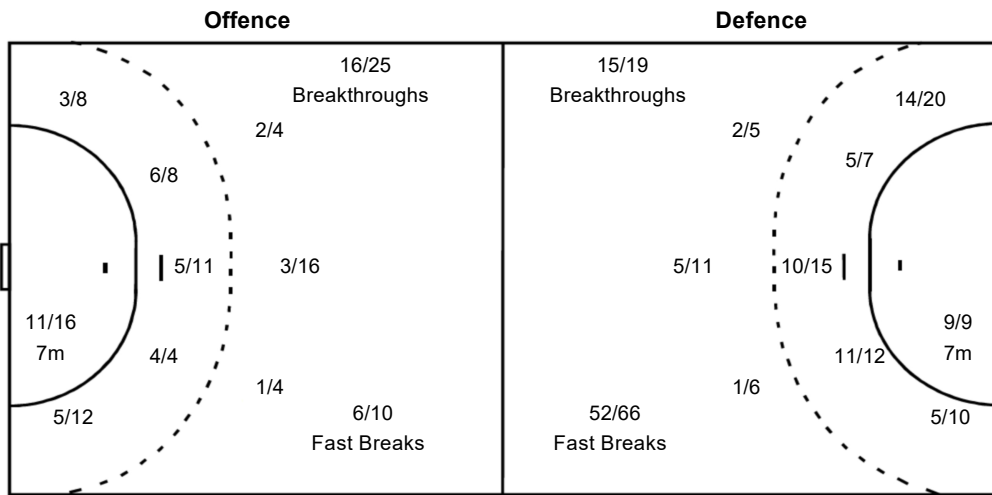 Offence
Defence
16/25
Breakthroughs
15/19
Breakthroughs
3/8
14/20
2/4
2/5
6/8
5/7
5/11
3/16
5/11
10/15
11/16
7m
9/9
7m
4/4
11/12
1/4
1/6
5/12
6/10
Fast Breaks
52/66
Fast Breaks
5/10